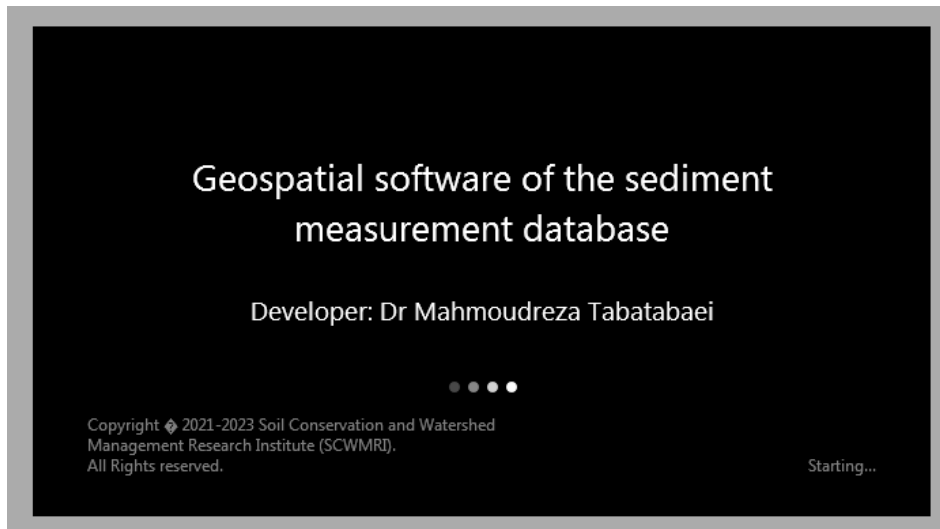 Geospatial software of the sediment
measurement database
Developer: Dr Mahmoudreza Tabatabaei
Copyright � 2021-2023 Soil Conservation and Watershed
Management Research Institute (SCWMRI).
All Rights reserved.
Starting...